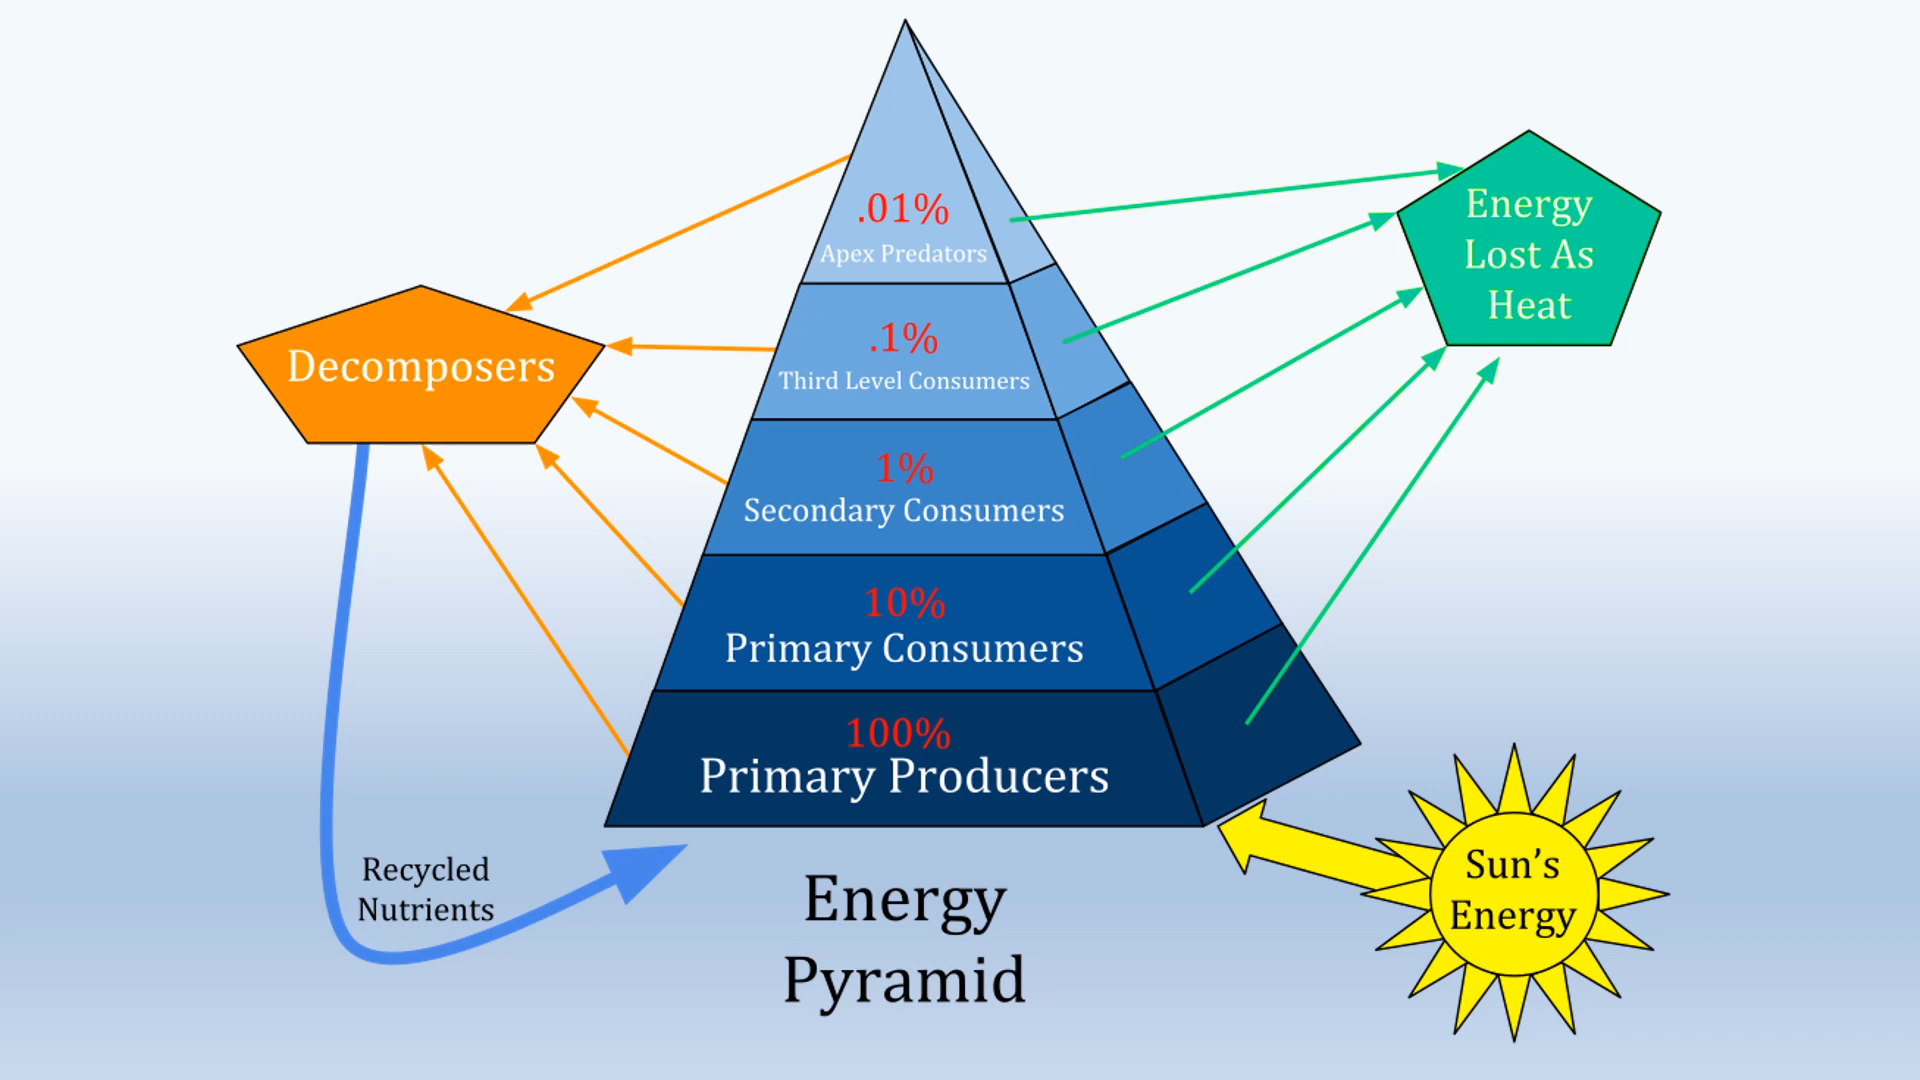 .01%
Apex Predators
.1%
Third Level Consumers
1%
Secondary Consumers
10%
Primary Consumers
100%
Primary Producers
Decomposers
Recycled
Nutrients
Energy
Lost As
Heat
Sun’s
Energy
Energy
Pyramid